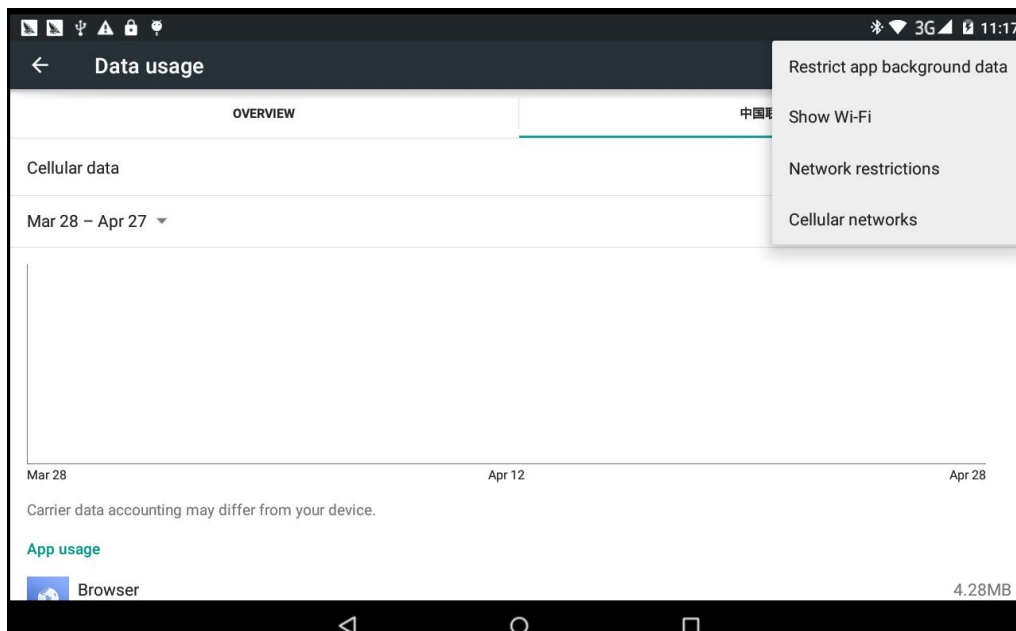 3G 11:17
Data usage
Restrict app background data
OVERVIEW
中国联
Show Wi-Fi
Cellular data
Network restrictions
Mar 28 – Apr 27
Cellular networks
Mar 28
Apr 12
Apr 28
Carrier data accounting may differ from your device.
App usage
Browser
4.28MB